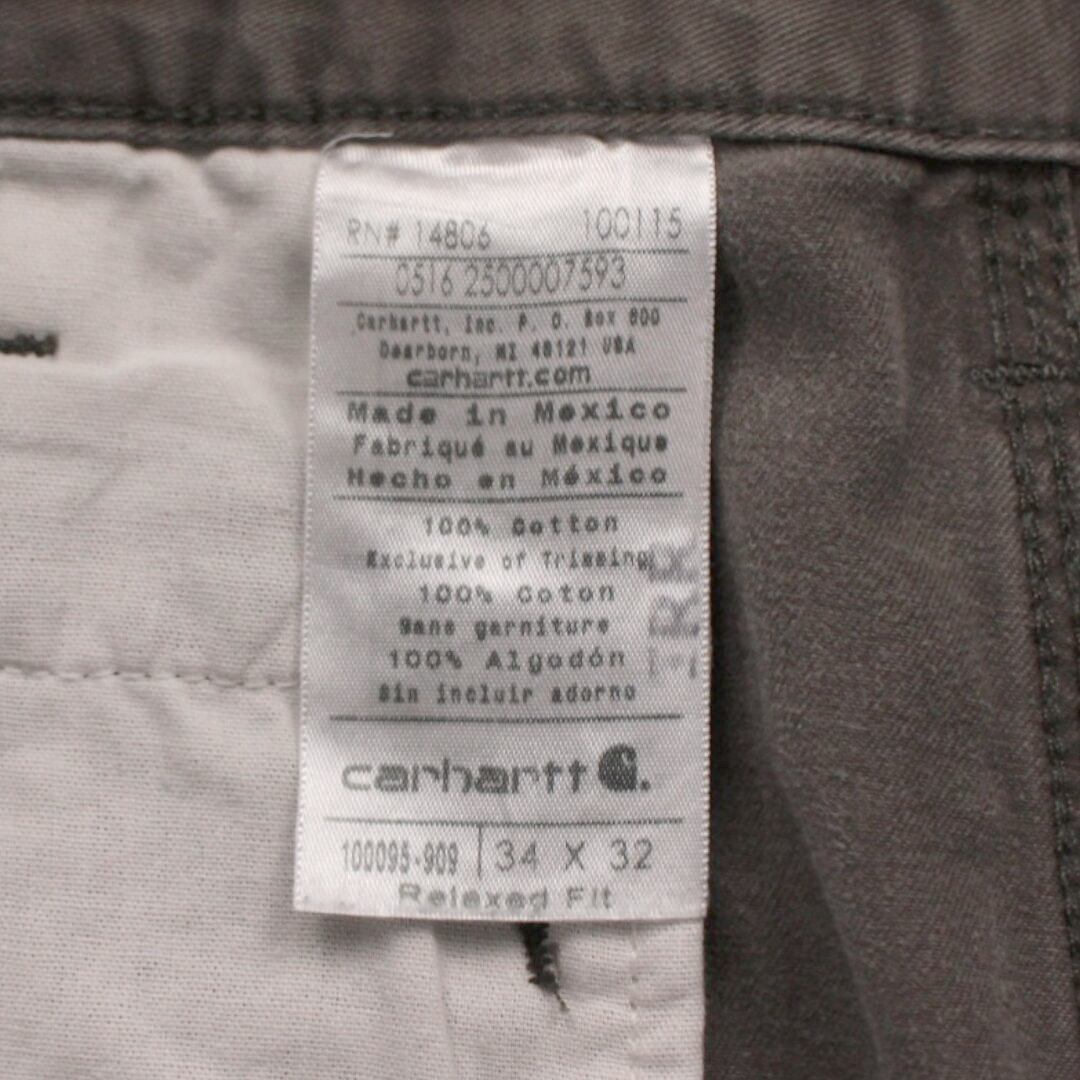 RN# 14806 100115
0516 2500007593
Carhartt, Inc. P. O. Box 600
Dearborn, MI 48121 USA
carhartt.com
Made in Mexico
Fabriqué au Mexique
Hecho en México
100% Cotton
Exclusive of Trimming
100% Coton
Sans garniture
100% Algodón
Sin incluir adorno
carhartt
100095-909 34 X 32
Relaxed Fit